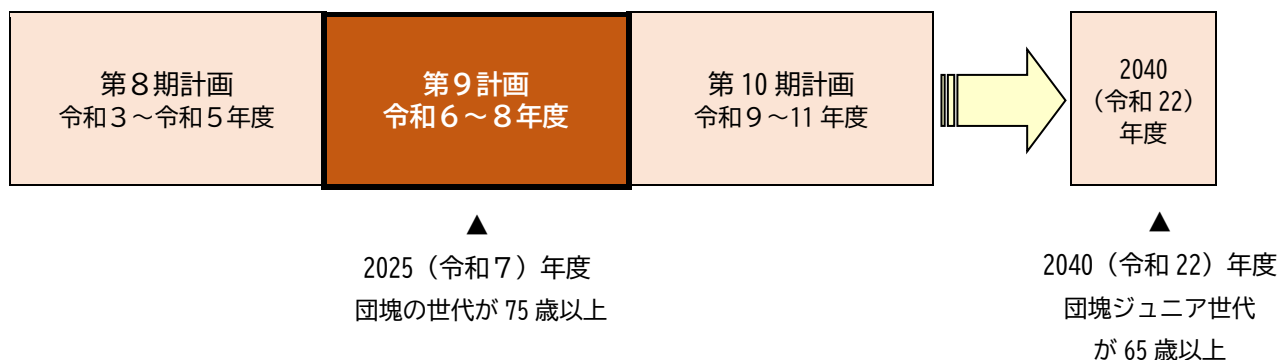 第８期計画
令和３～令和５年度
第９計画
令和６～８年度
第 10 期計画
令和９～11 年度
2040
（令和 22）
年度
▲
2025（令和７）年度
団塊の世代が 75 歳以上
▲
2040（令和 22）年度
団塊ジュニア世代
が 65 歳以上